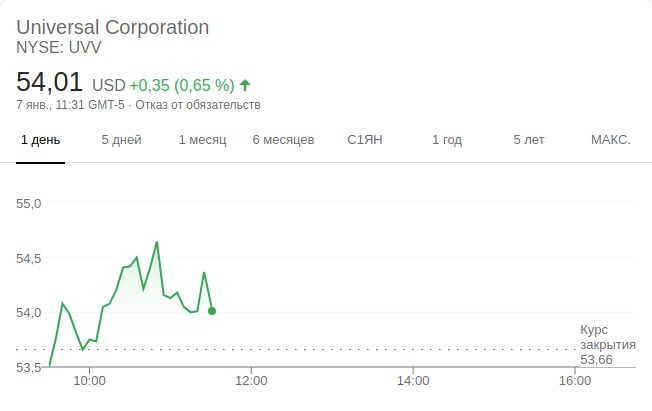 Universal Corporation
NYSE: UVV
54,01 USD +0,35 (0,65 %)
7 янв., 11:31 GMT-5 · Отказ от обязательств
1 день 5 дней 1 месяц 6 месяцев С1ЯН 1 год 5 лет МАКС.
55,0
54,5
54,0
53,5
Курс
закрытия
53,66
10:00 12:00 14:00 16:00